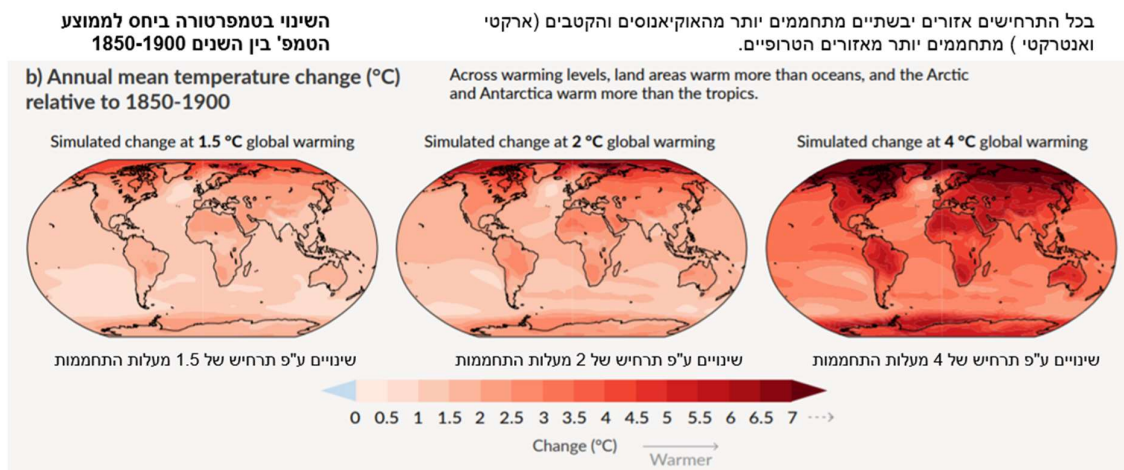 השינוי בטמפרטורה ביחס לממוצע
הטמפ' בין השנים 1850-1900
בכל התרחישים אזורים יבשתיים מתחממים יותר מהאוקיאנוסים והקטבים (ארקטי
ואנטרקטי ) מתחממים יותר מאזורים הטרופיים.
b) Annual mean temperature change (°C)
relative to 1850-1900
Across warming levels, land areas warm more than oceans, and the Arctic
and Antarctica warm more than the tropics.
Simulated change at 1.5 °C global warming
Simulated change at 2 °C global warming
Simulated change at 4 °C global warming
שינויים ע"פ תרחיש של 1.5 מעלות התחממות
שינויים ע"פ תרחיש של 2 מעלות התחממות
שינויים ע"פ תרחיש של 4 מעלות התחממות
0 0.5 1 1.5 2 2.5 3 3.5 4 4.5 5 5.5 6 6.5 7
Change (°C)
Warmer